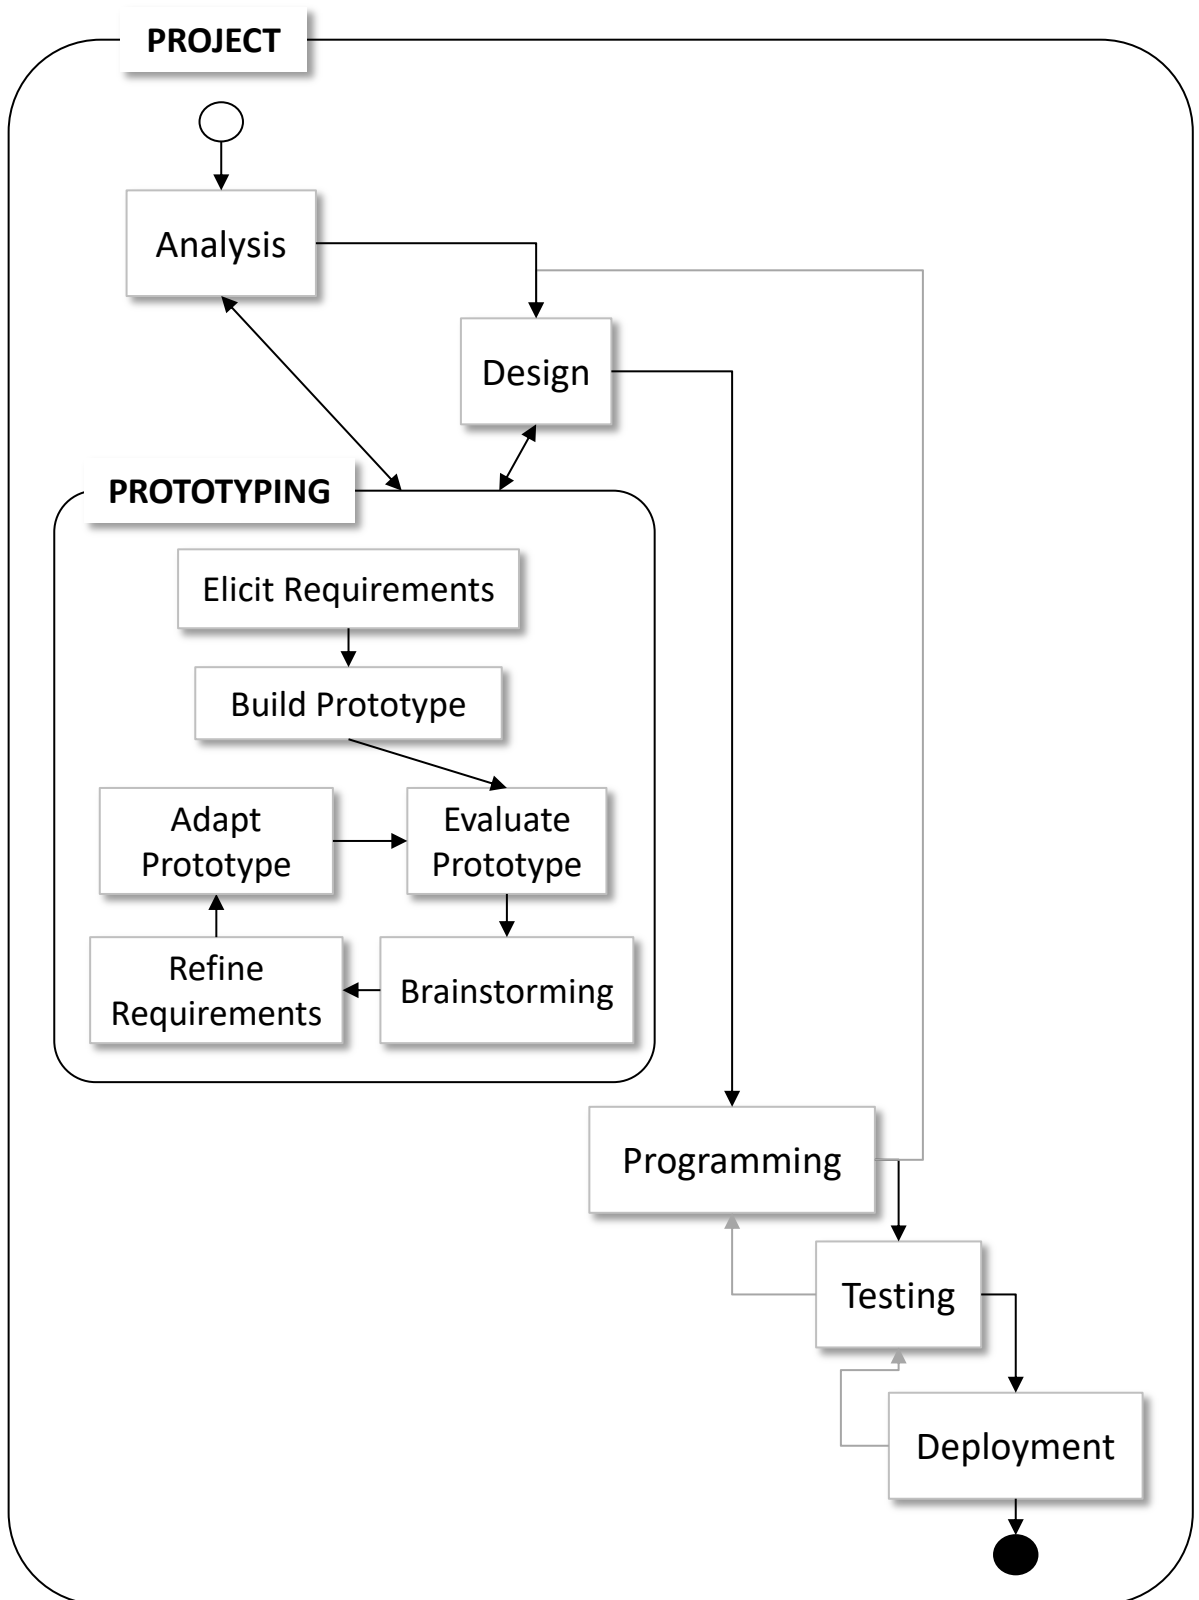 PROJECT
Analysis
Design
PROTOTYPING
Elicit Requirements
Build Prototype
Adapt
Prototype
Evaluate
Prototype
Refine
Requirements
Brainstorming
Programming
Testing
Deployment